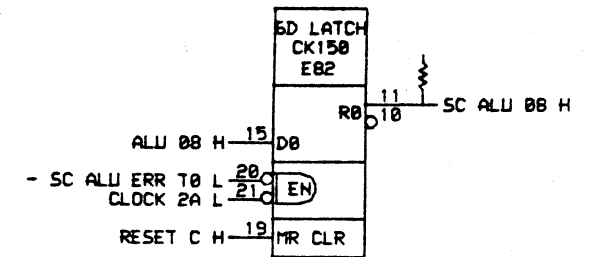 6D LATCH
CK150
E82
R0
11
10
SC ALU 08 H
ALU 08 H
15
D0
- SC ALU ERR T0 L
20
EN
CLOCK 2A L
21
RESET C H
19
MR CLR